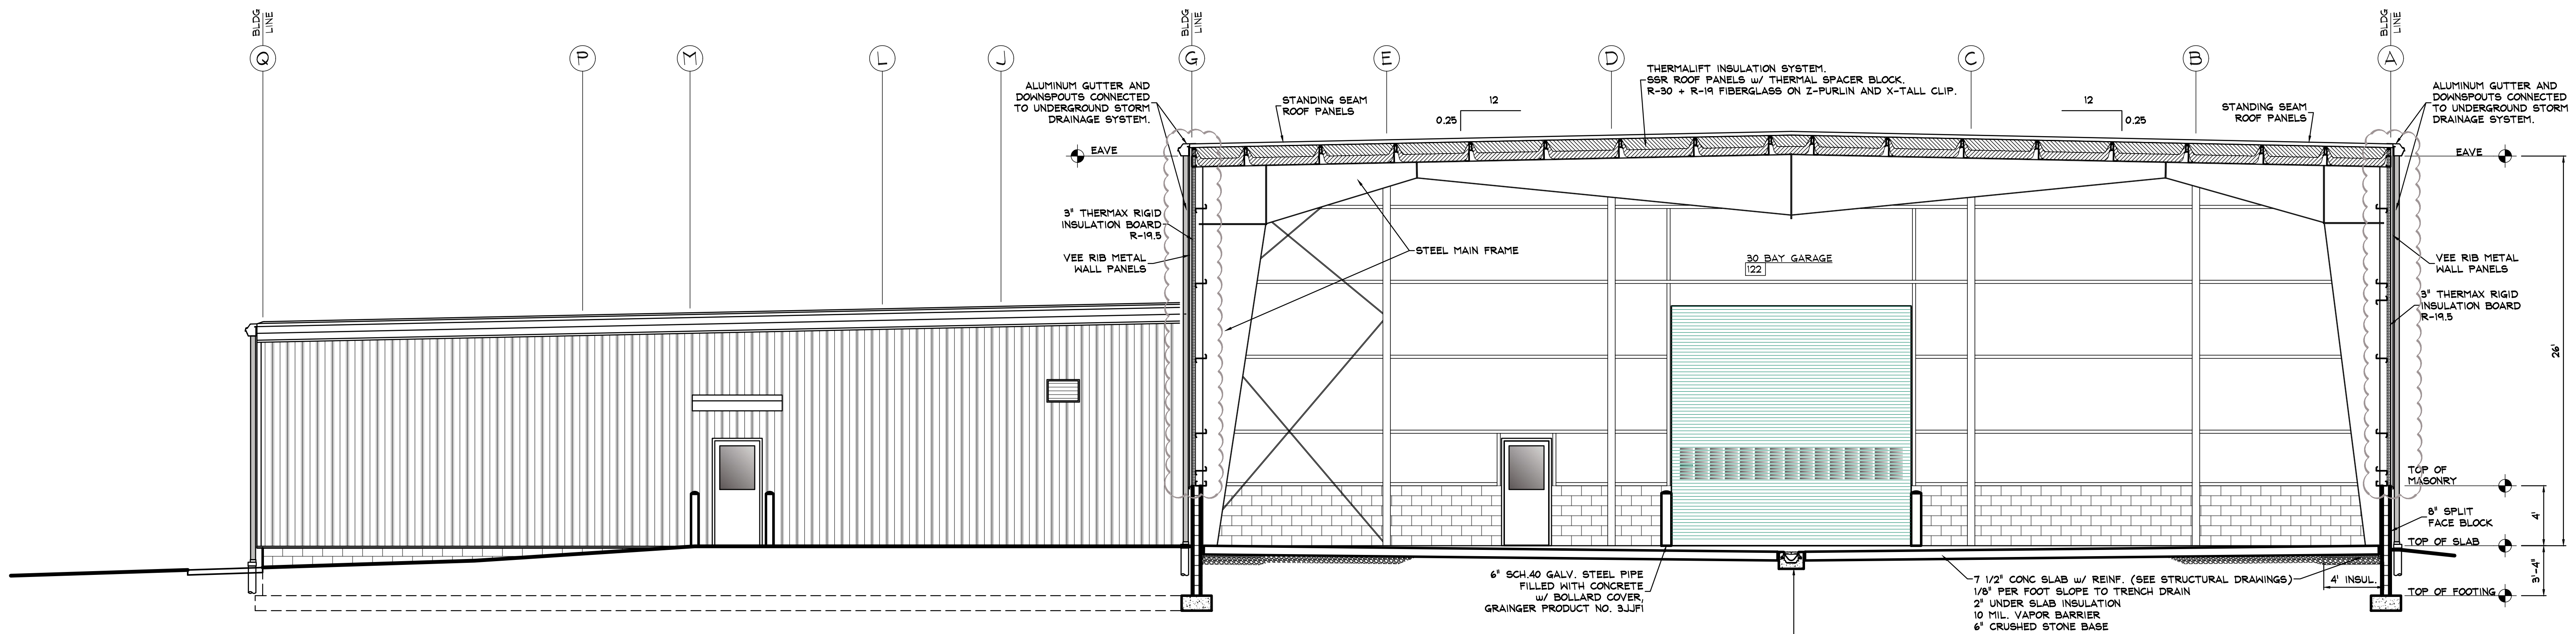 BLDG
LINE
BLDG
LINE
BLDG
LINE
Q
P
M
L
J
G
E
D
C
B
A
ALUMINUM GUTTER AND
DOWNSPOUTS CONNECTED
TO UNDERGROUND STORM
DRAINAGE SYSTEM.
STANDING SEAM
ROOF PANELS
12
0.25
THERMALIFT INSULATION SYSTEM.
SSR ROOF PANELS w/ THERMAL SPACER BLOCK.
R-30 + R-19 FIBERGLASS ON Z-PURLIN AND X-TALL CLIP.
12
0.25
STANDING SEAM
ROOF PANELS
ALUMINUM GUTTER AND
DOWNSPOUTS CONNECTED
TO UNDERGROUND STORM
DRAINAGE SYSTEM.
EAVE
EAVE
3" THERMAX RIGID
INSULATION BOARD
R-19.5
VEE RIB METAL
WALL PANELS
STEEL MAIN FRAME
30 BAY GARAGE
122
VEE RIB METAL
WALL PANELS
3" THERMAX RIGID
INSULATION BOARD
R-19.5
26'
TOP OF
MASONRY
4'
8" SPLIT
FACE BLOCK
TOP OF SLAB
3'-4"
TOP OF FOOTING
4' INSUL.
6" SCH.40 GALV. STEEL PIPE
FILLED WITH CONCRETE
w/ BOLLARD COVER,
GRAINGER PRODUCT NO. 3JJF1
7 1/2" CONC SLAB w/ REINF. (SEE STRUCTURAL DRAWINGS)
1/8" PER FOOT SLOPE TO TRENCH DRAIN
2" UNDER SLAB INSULATION
10 MIL. VAPOR BARRIER
6" CRUSHED STONE BASE